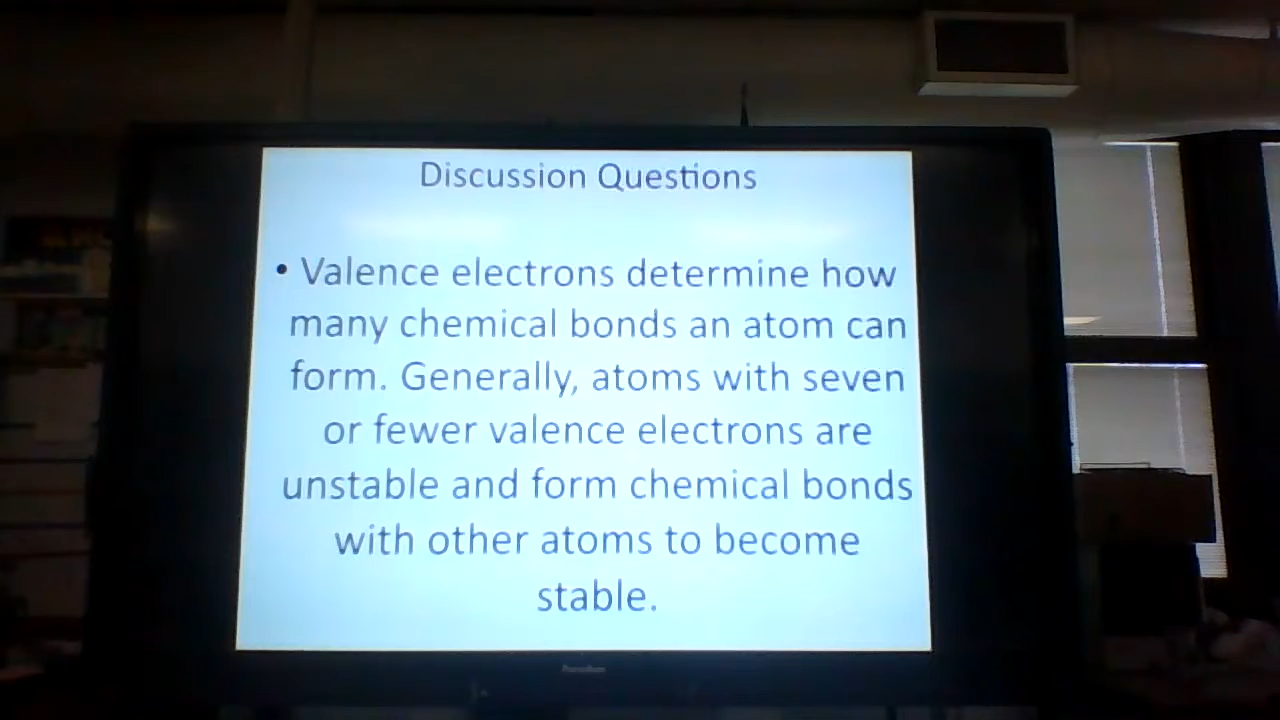 Discussion Questions
• Valence electrons determine how
many chemical bonds an atom can
form. Generally, atoms with seven
or fewer valence electrons are
unstable and form chemical bonds
with other atoms to become
stable.